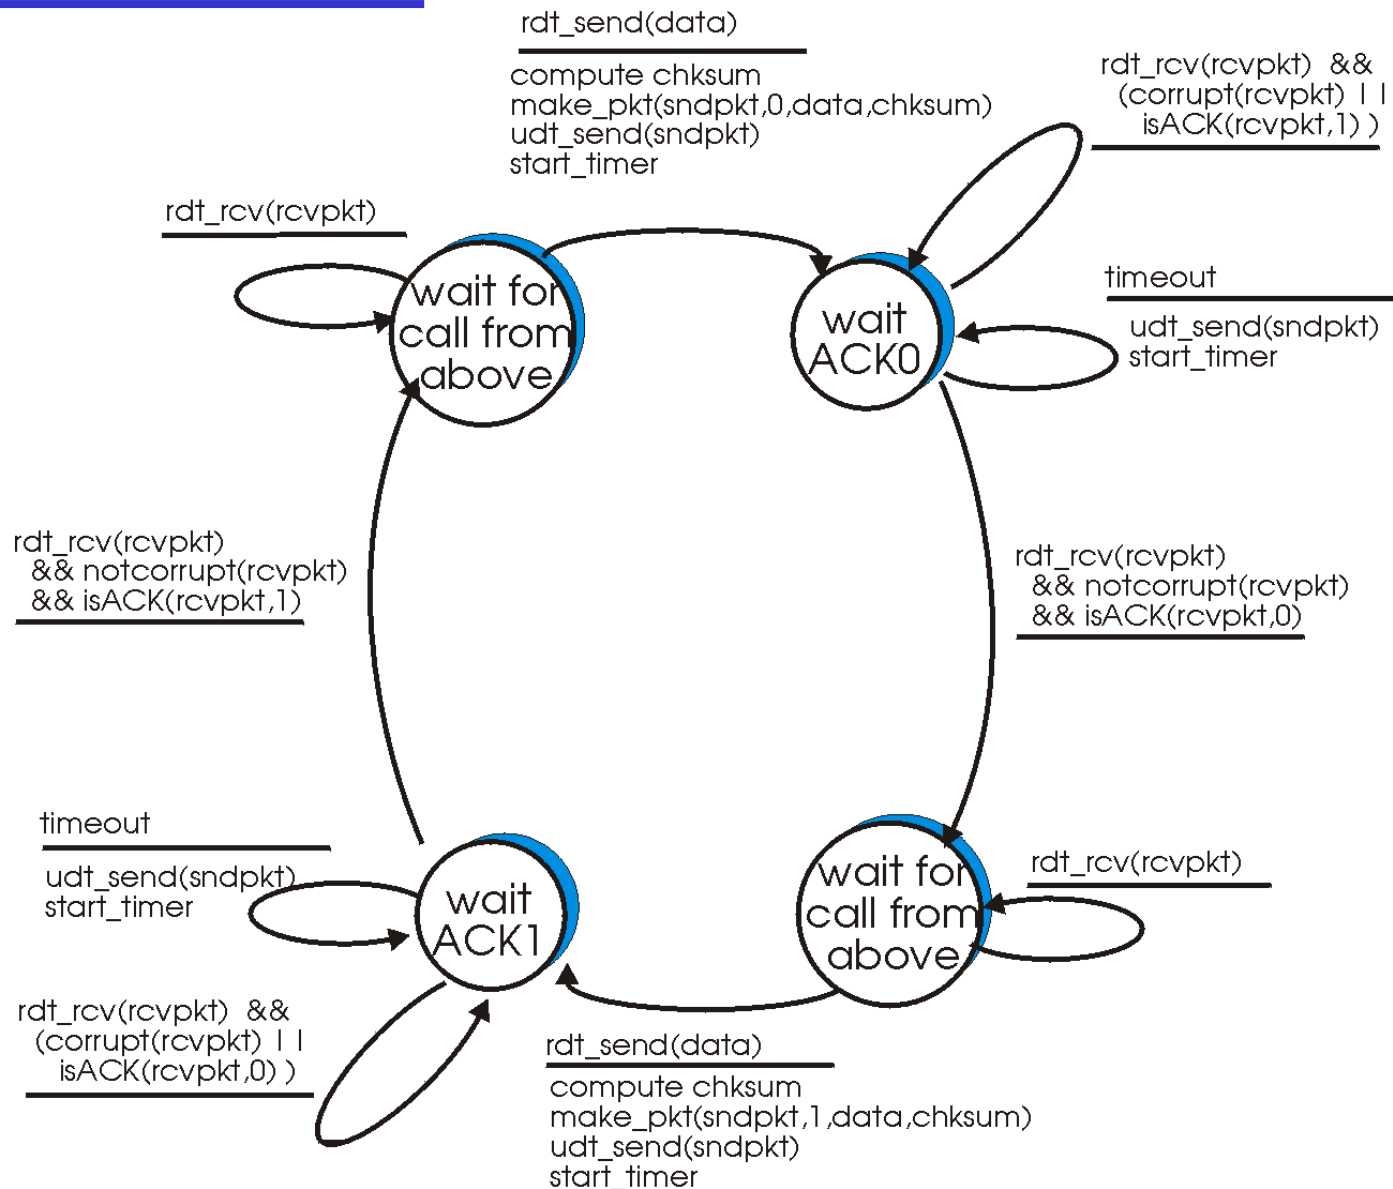 rdt_send(data)
compute chksum
make_pkt(sndpkt,0,data,chksum)
udt_send(sndpkt)
start_timer
rdt_rcv(rcvpkt) &&
(corrupt(rcvpkt) ||
isACK(rcvpkt,1) )
rdt_rcv(rcvpkt)
wait for
call from
above
wait
ACK0
timeout
udt_send(sndpkt)
start_timer
rdt_rcv(rcvpkt)
&& notcorrupt(rcvpkt)
&& isACK(rcvpkt,1)
rdt_rcv(rcvpkt)
&& notcorrupt(rcvpkt)
&& isACK(rcvpkt,0)
timeout
udt_send(sndpkt)
start_timer
wait
ACK1
wait for
call from
above
rdt_rcv(rcvpkt)
rdt_rcv(rcvpkt) &&
(corrupt(rcvpkt) ||
isACK(rcvpkt,0) )
rdt_send(data)
compute chksum
make_pkt(sndpkt,1,data,chksum)
udt_send(sndpkt)
start_timer